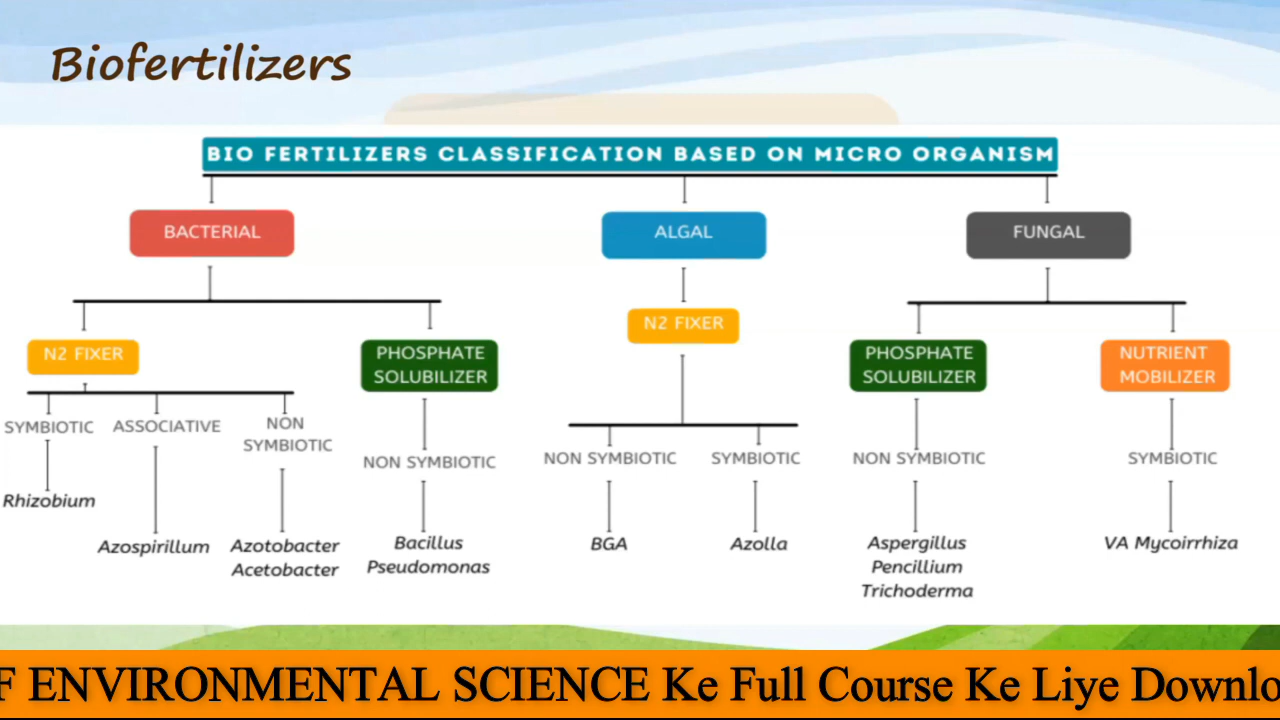 Biofertilizers
BIO FERTILIZERS CLASSIFICATION BASED ON MICRO ORGANISM
BACTERIAL
ALGAL
FUNGAL
N2 FIXER
PHOSPHATE
SOLUBILIZER
N2 FIXER
PHOSPHATE
SOLUBILIZER
NUTRIENT
MOBILIZER
SYMBIOTIC
ASSOCIATIVE
NON
SYMBIOTIC
NON SYMBIOTIC
NON SYMBIOTIC
SYMBIOTIC
NON SYMBIOTIC
SYMBIOTIC
Rhizobium
Azospirillum
Azotobacter
Acetobacter
Bacillus
Pseudomonas
BGA
Azolla
Aspergillus
Pencillium
Trichoderma
VA Mycoirrhiza
F ENVIRONMENTAL SCIENCE Ke Full Course Ke Liye Downlo